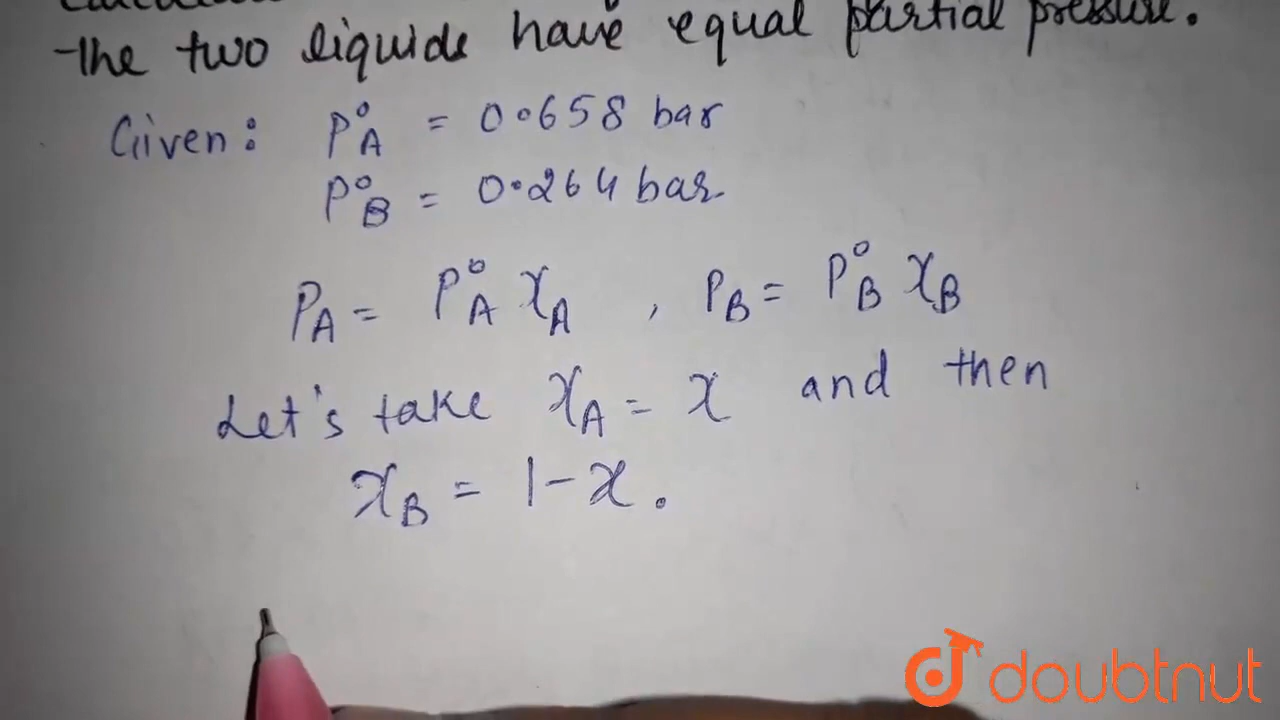 the two liquids have equal partial pressure.
Given: P°A = 0.658 bar
P°B = 0.264 bar
PA = P°A xA , PB = P°B xB
Let's take xA = x and then
xB = 1-x.
doubtnut